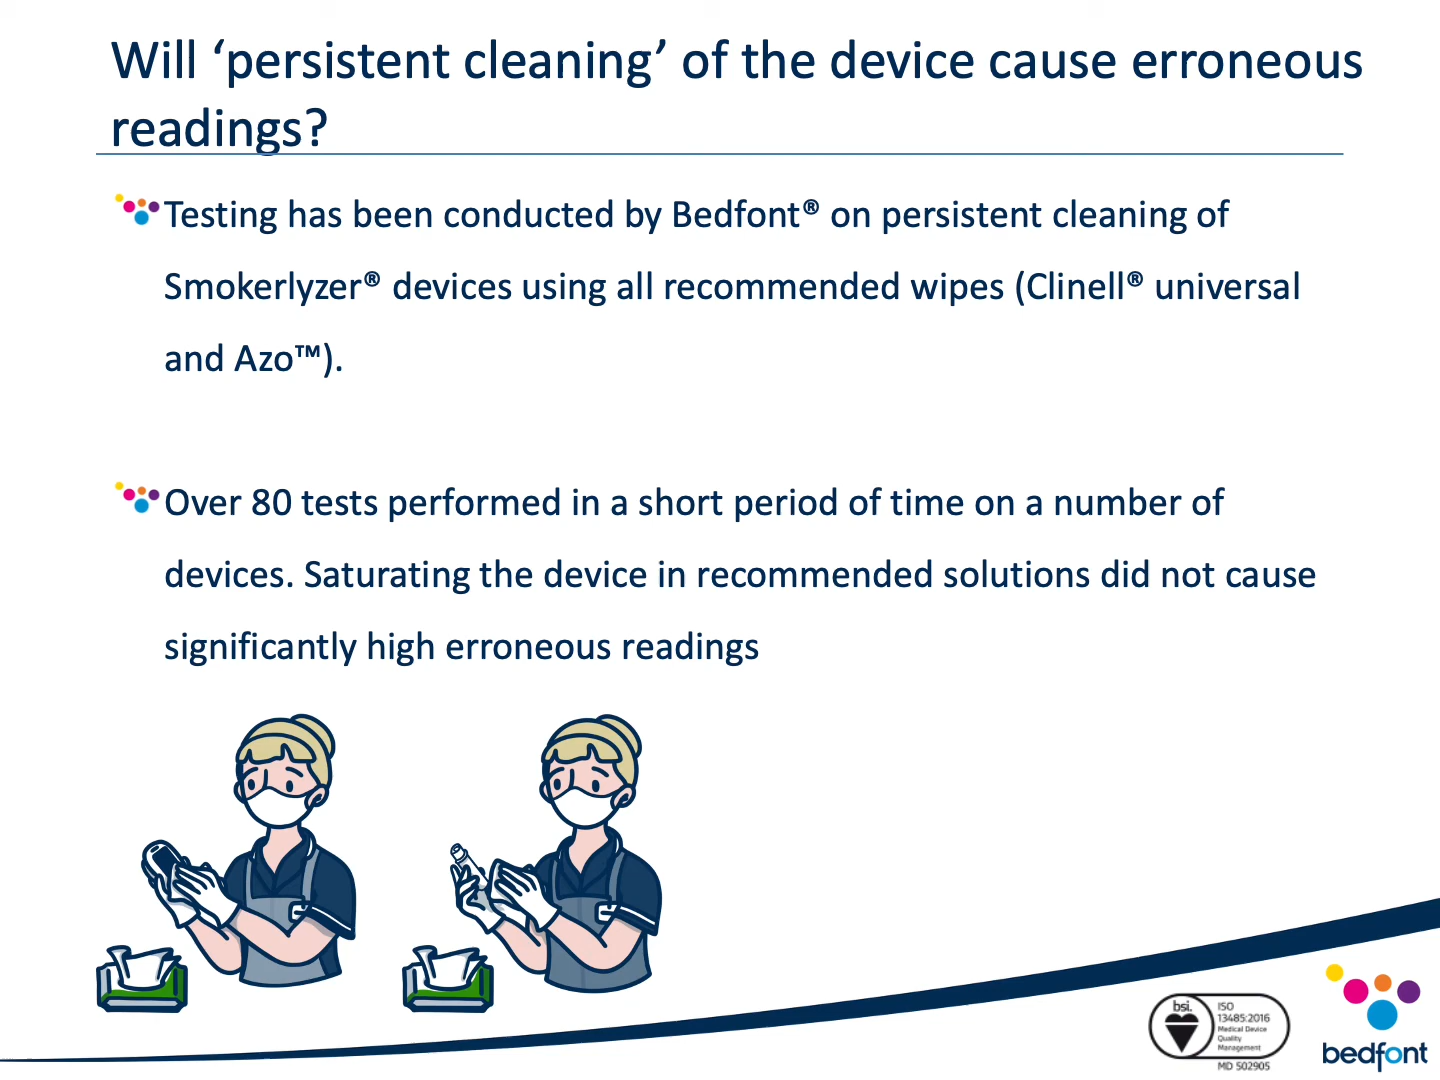 Will ‘persistent cleaning’ of the device cause erroneous
readings?
Testing has been conducted by Bedfont® on persistent cleaning of
Smokerlyzer® devices using all recommended wipes (Clinell® universal
and Azo™).
Over 80 tests performed in a short period of time on a number of
devices. Saturating the device in recommended solutions did not cause
significantly high erroneous readings
bsi.
ISO
13485:2016
Medical Device
Quality
Management
MD 502905
bedfont